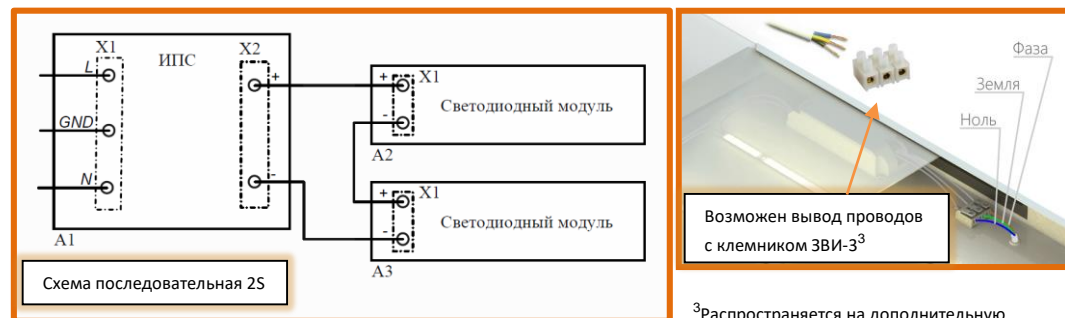 X1
ИПС
X2
L
GND
N
+
-
A1
+ X1
Светодиодный модуль
-
A2
+ X1
Светодиодный модуль
-
A3
Схема последовательная 2S
Фаза
Земля
Ноль
Возможен вывод проводов
с клемником ЗВИ-3³
³Распространяется на дополнительную